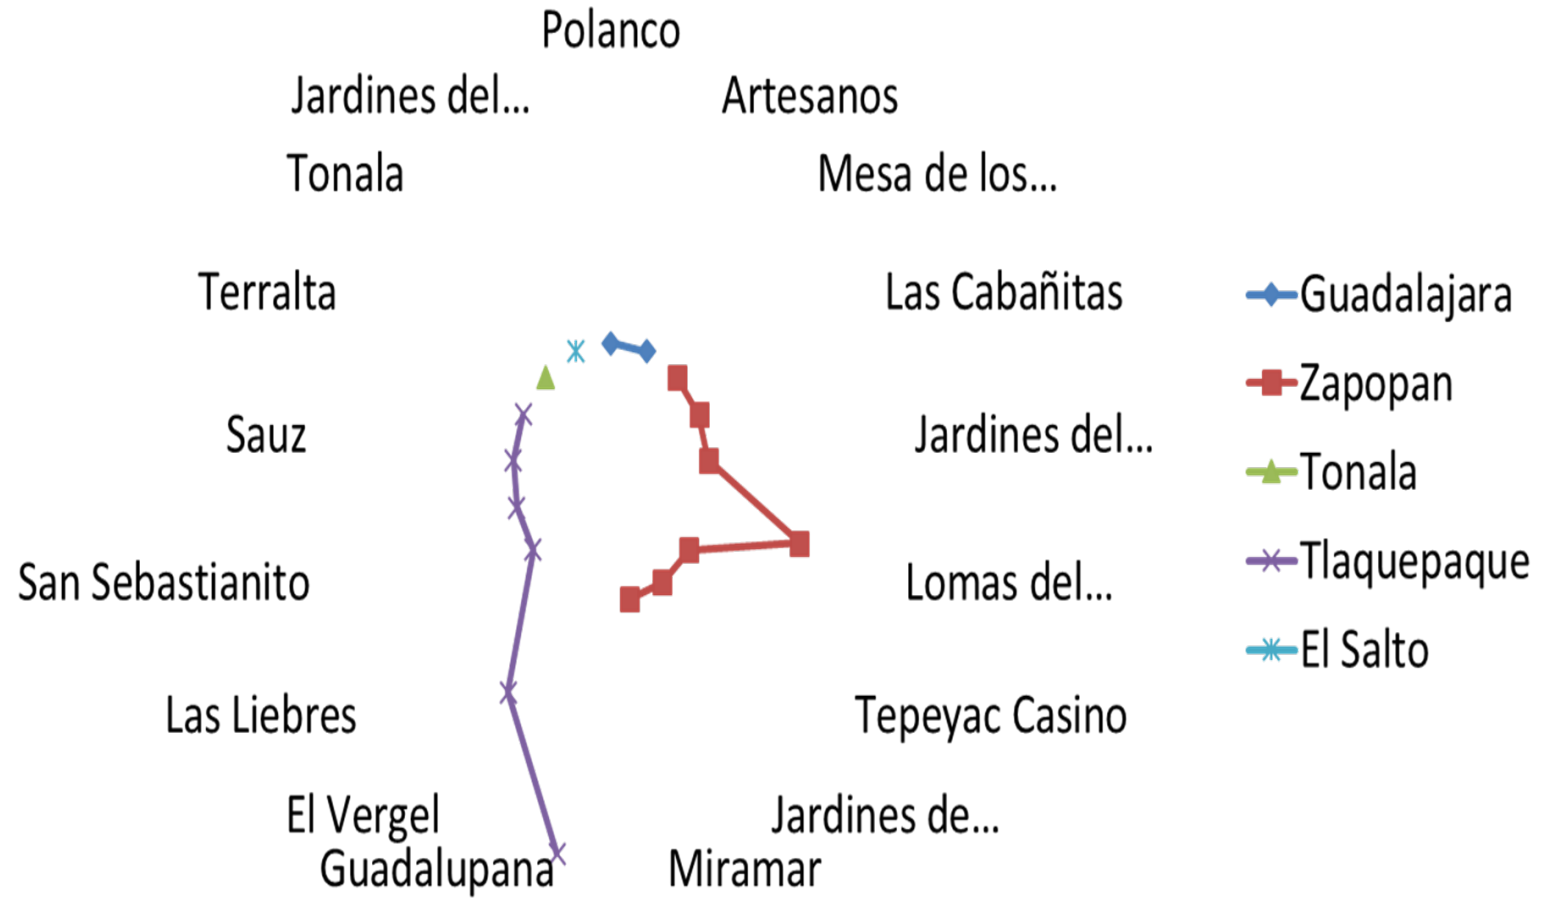 Polanco
Jardines del...
Artesanos
Tonala
Mesa de los...
Terralta
Las Cabañitas
Sauz
Jardines del...
San Sebastianito
Lomas del...
Las Liebres
Tepeyac Casino
El Vergel
Jardines de...
Guadalupana
Miramar
Guadalajara
Zapopan
Tonala
Tlaquepaque
El Salto